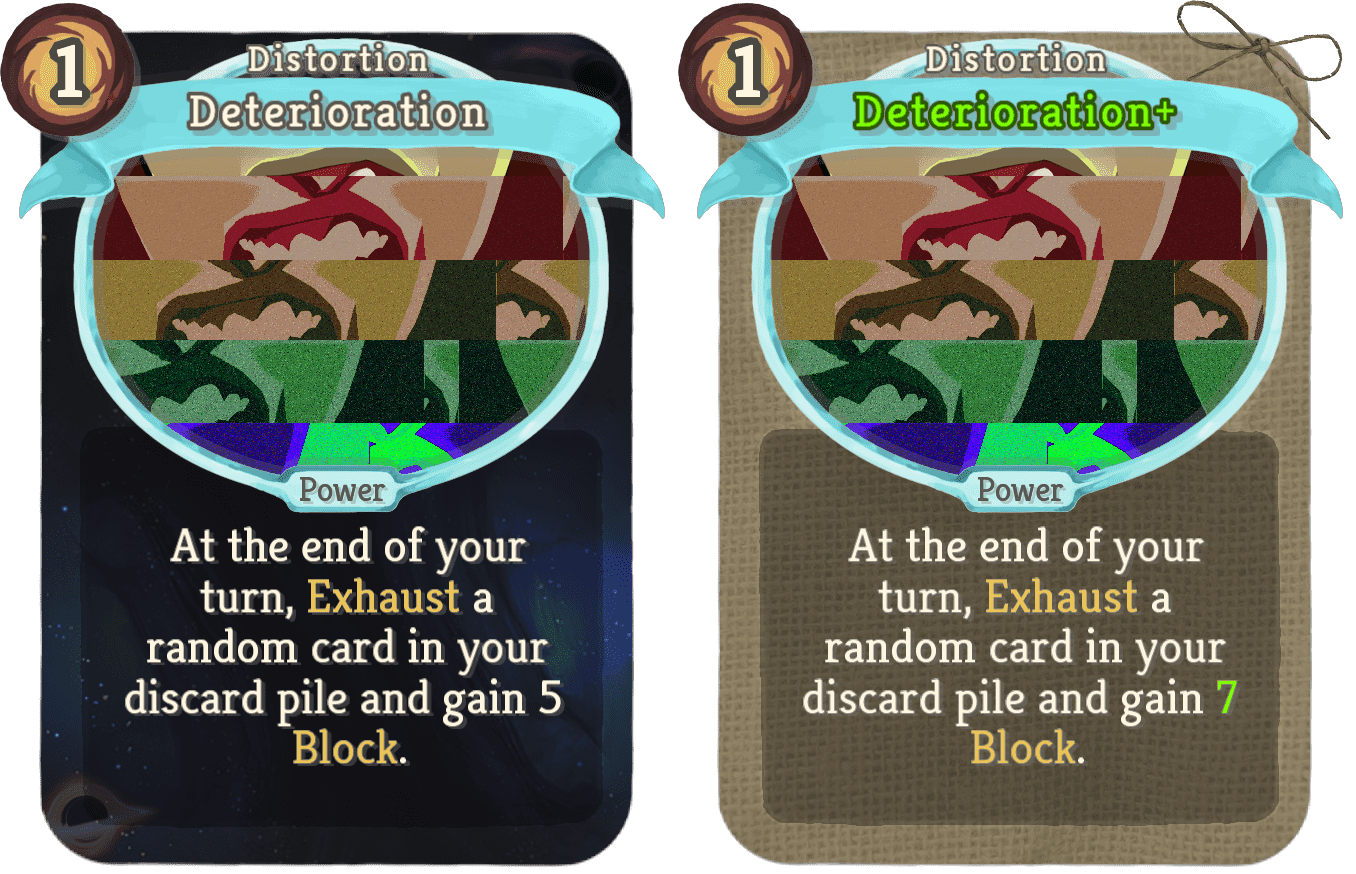 1
Distortion
Deterioration
Power
At the end of your
turn, Exhaust a
random card in your
discard pile and gain 5
Block.
1
Distortion
Deterioration+
Power
At the end of your
turn, Exhaust a
random card in your
discard pile and gain 7
Block.